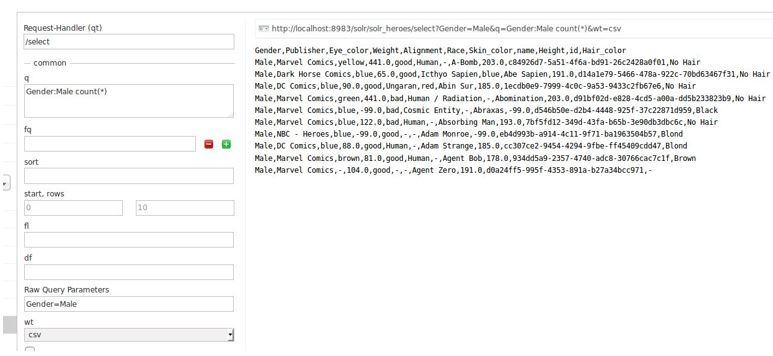 Request-Handler (qt)
/select
common
q
Gender:Male count(*)
fq
sort
start, rows
0
10
fl
df
Raw Query Parameters
Gender=Male
wt
csv
http://localhost:8983/solr/solr_heroes/select?Gender=Male&q=Gender:Male count(*)&wt=csv
Gender,Publisher,Eye_color,Weight,Alignment,Race,Skin_color,name,Height,id,Hair_color
Male,Marvel Comics,yellow,441.0,good,Human,-,A-Bomb,203.0,c84926d7-5a51-4f6a-bd91-26c2428a0f01,No Hair
Male,Dark Horse Comics,blue,65.0,good,Icthyo Sapien,blue,Abe Sapien,191.0,d14a1e79-5466-478a-922c-70bd63467f31,No Hair
Male,DC Comics,blue,90.0,good,Ungaran,red,Abin Sur,185.0,1ecdb0e9-7999-4c0c-9a53-9433c2fb67e6,No Hair
Male,Marvel Comics,green,441.0,bad,Human / Radiation,-,Abomination,203.0,d91bf02d-e828-4cd5-a00a-dd5b233823b9,No Hair
Male,Marvel Comics,blue,-99.0,bad,Cosmic Entity,-,Abraxas,-99.0,d546b50e-d2b4-4448-925f-37c22871d959,Black
Male,Marvel Comics,blue,122.0,bad,Human,-,Absorbing Man,193.0,7bf5fd12-349d-43fa-b65b-3e90db3dbc6c,No Hair
Male,NBC - Heroes,blue,-99.0,good,-,-,Adam Monroe,-99.0,eb4d993b-a914-4c11-9f71-ba1963504b57,Blond
Male,DC Comics,blue,88.0,good,Human,-,Adam Strange,185.0,cc307ce2-9454-4294-9fbe-ff45409cdd47,Blond
Male,Marvel Comics,brown,81.0,good,Human,-,Agent Bob,178.0,934dd5a9-2357-4740-adc8-30766cac7c1f,Brown
Male,Marvel Comics,-,104.0,good,-,-,Agent Zero,191.0,d0a24ff5-995f-4353-891a-b27a34bcc971,-